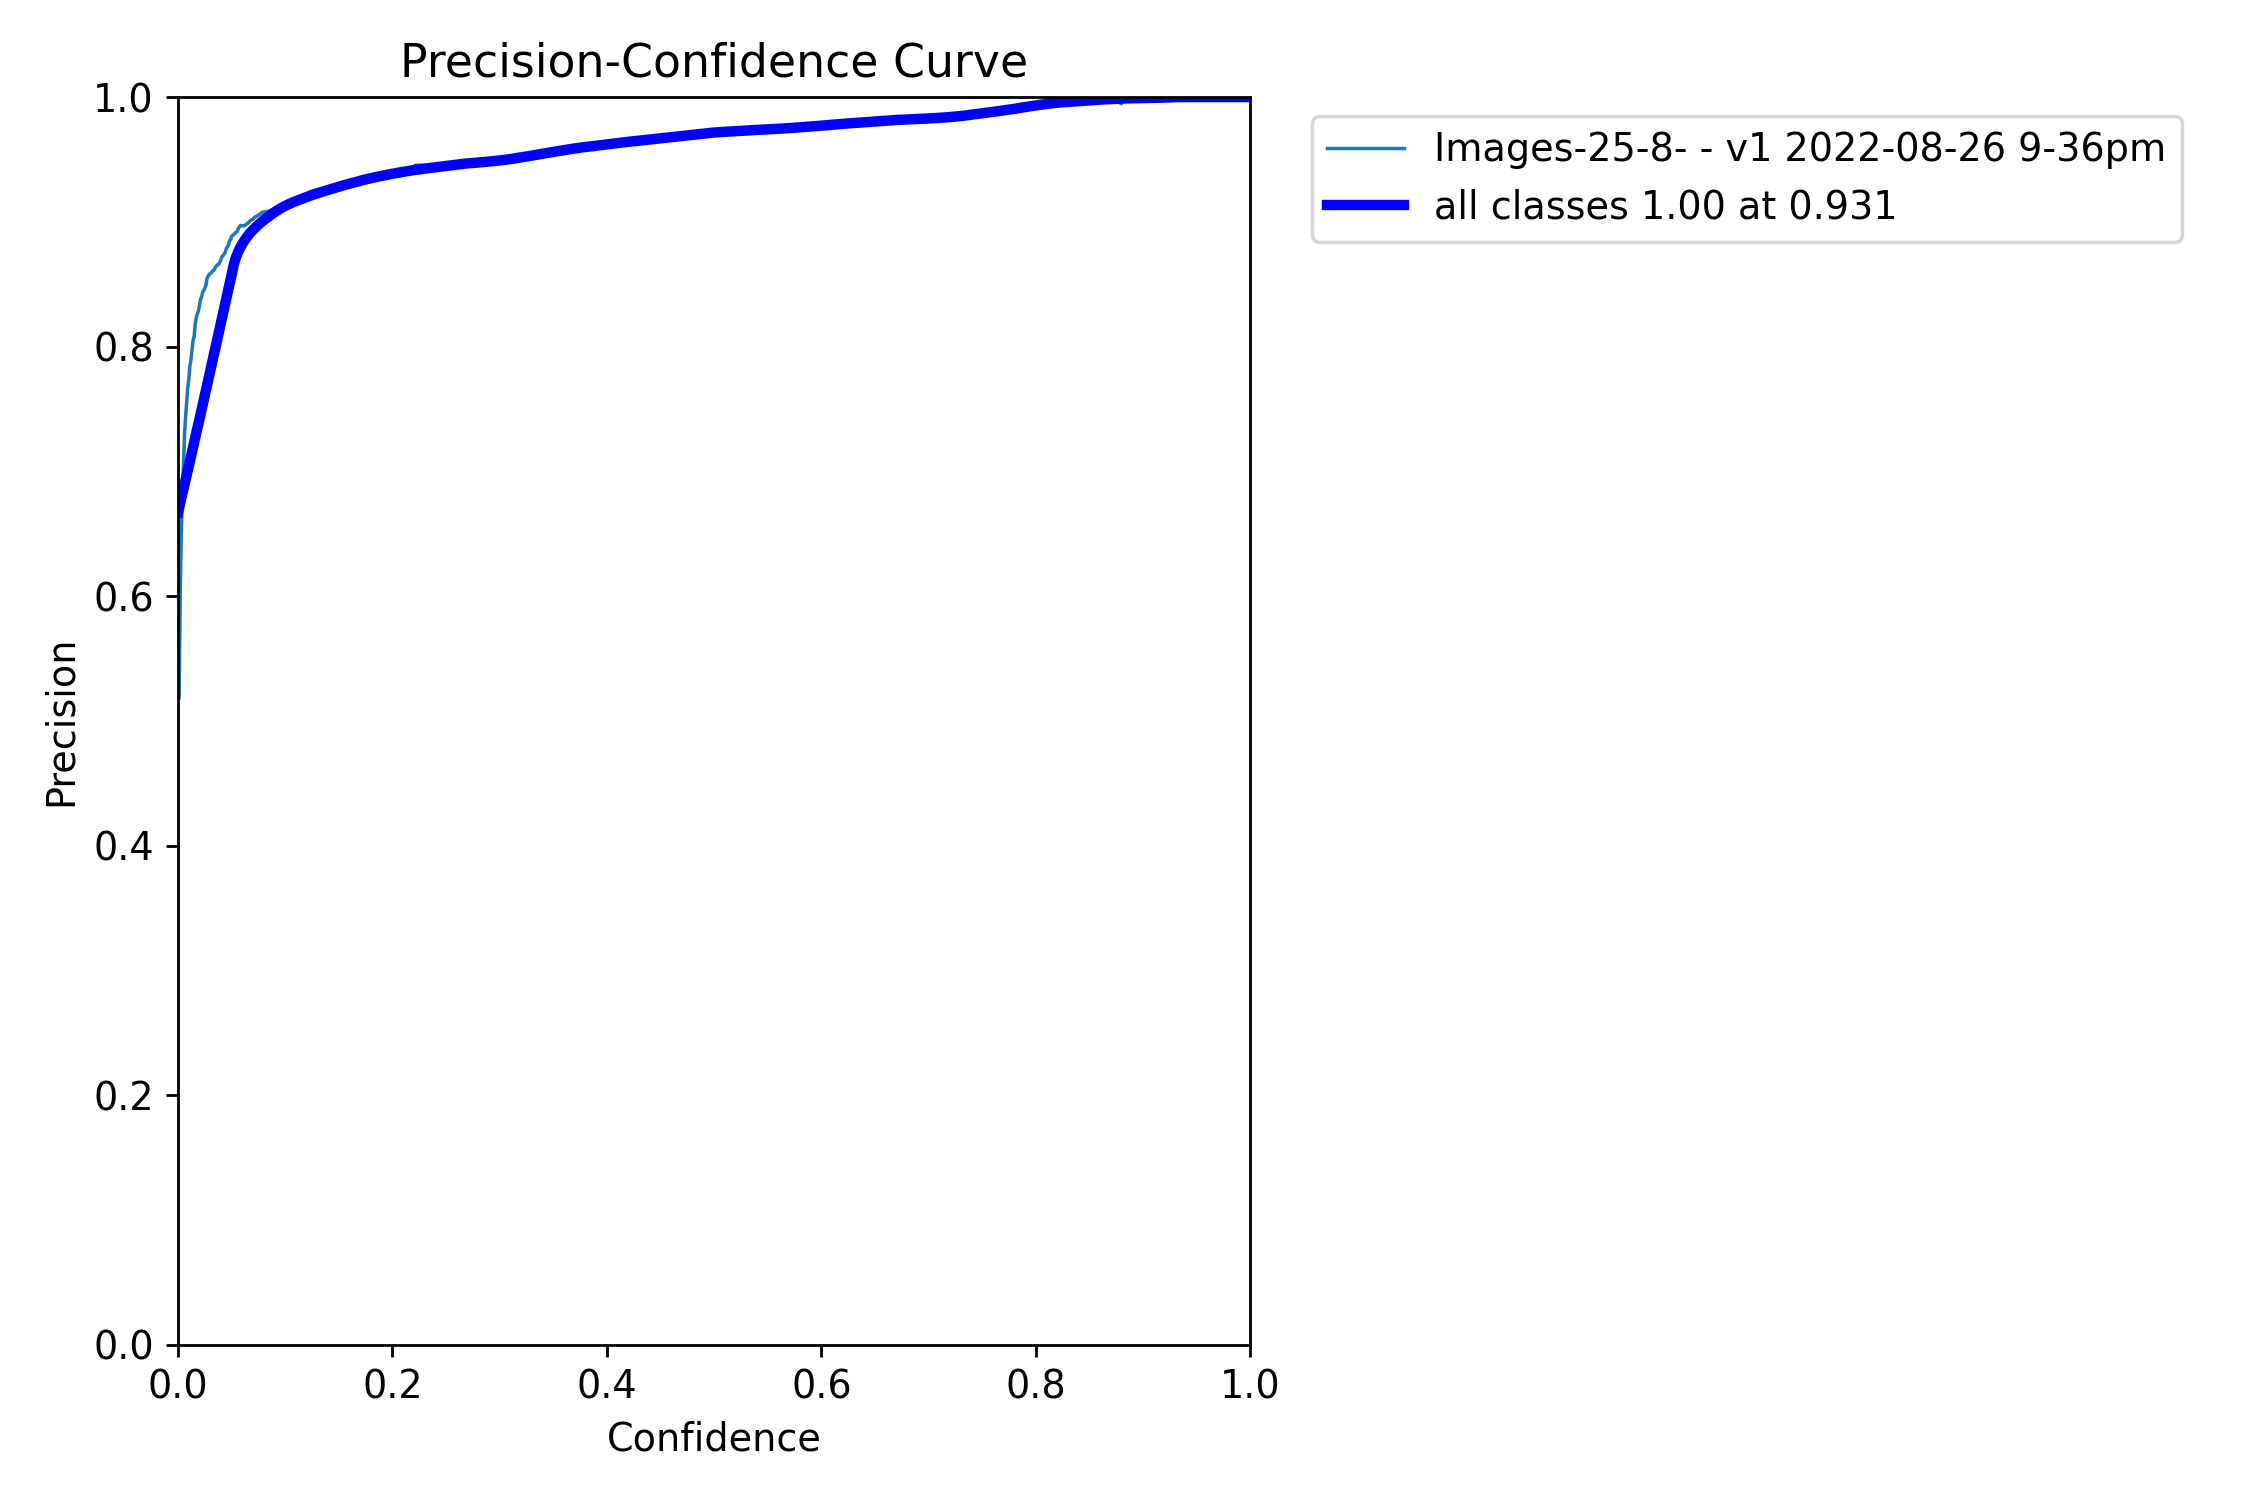 Precision-Confidence Curve
1.0
0.8
0.6
0.4
0.2
0.0
Precision
0.0 0.2 0.4 0.6 0.8 1.0
Confidence
Images-25-8- - v1 2022-08-26 9-36pm
all classes 1.00 at 0.931